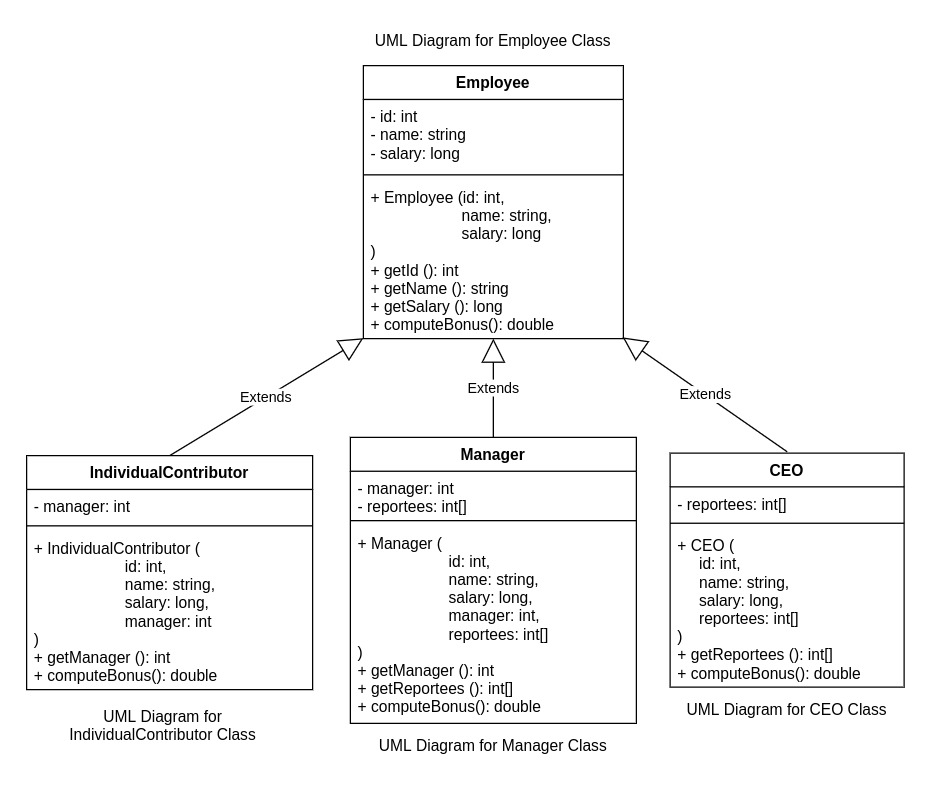 UML Diagram for Employee Class
Employee
- id: int
- name: string
- salary: long
+ Employee (id: int,
name: string,
salary: long
)
+ getId (): int
+ getName (): string
+ getSalary (): long
+ computeBonus(): double
Extends
Extends
Extends
IndividualContributor
- manager: int
+ IndividualContributor (
id: int,
name: string,
salary: long,
manager: int
)
+ getManager (): int
+ computeBonus(): double
UML Diagram for
IndividualContributor Class
Manager
- manager: int
- reportees: int[]
+ Manager (
id: int,
name: string,
salary: long,
manager: int,
reportees: int[]
)
+ getManager (): int
+ getReportees (): int[]
+ computeBonus(): double
UML Diagram for Manager Class
CEO
- reportees: int[]
+ CEO (
id: int,
name: string,
salary: long,
reportees: int[]
)
+ getReportees (): int[]
+ computeBonus(): double
UML Diagram for CEO Class